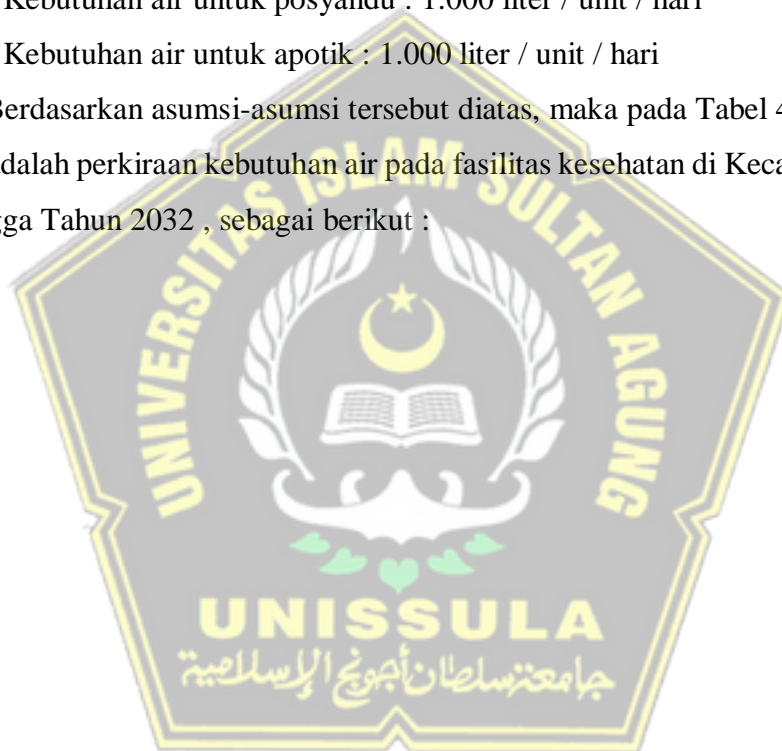 Kebutuhan air untuk posyandu : 1.000 liter / unit / hari
Kebutuhan air untuk apotik : 1.000 liter / unit / hari
Berdasarkan asumsi-asumsi tersebut diatas, maka pada Tabel 4
adalah perkiraan kebutuhan air pada fasilitas kesehatan di Keca
gga Tahun 2032 , sebagai berikut :
UNIVERSITAS ISLAM SULTAN AGUNG
UNISSULA
جامعة سلطان أجونج الإسلامية